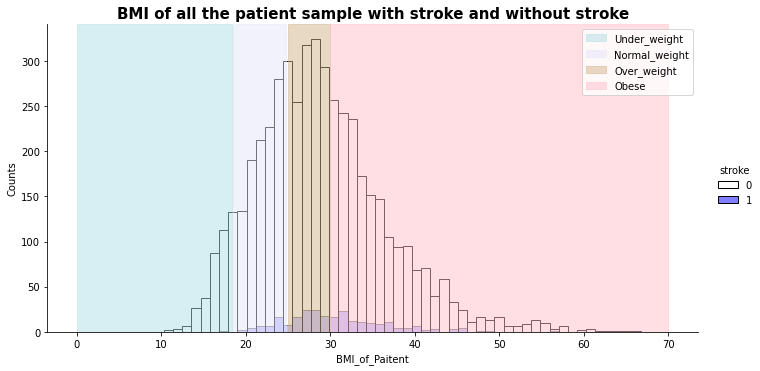 BMI of all the patient sample with stroke and without stroke
Under_weight
Normal_weight
Over_weight
Obese
300
250
200
150
100
50
0
Counts
0 10 20 30 40 50 60 70
BMI_of_Paitent
stroke
0
1